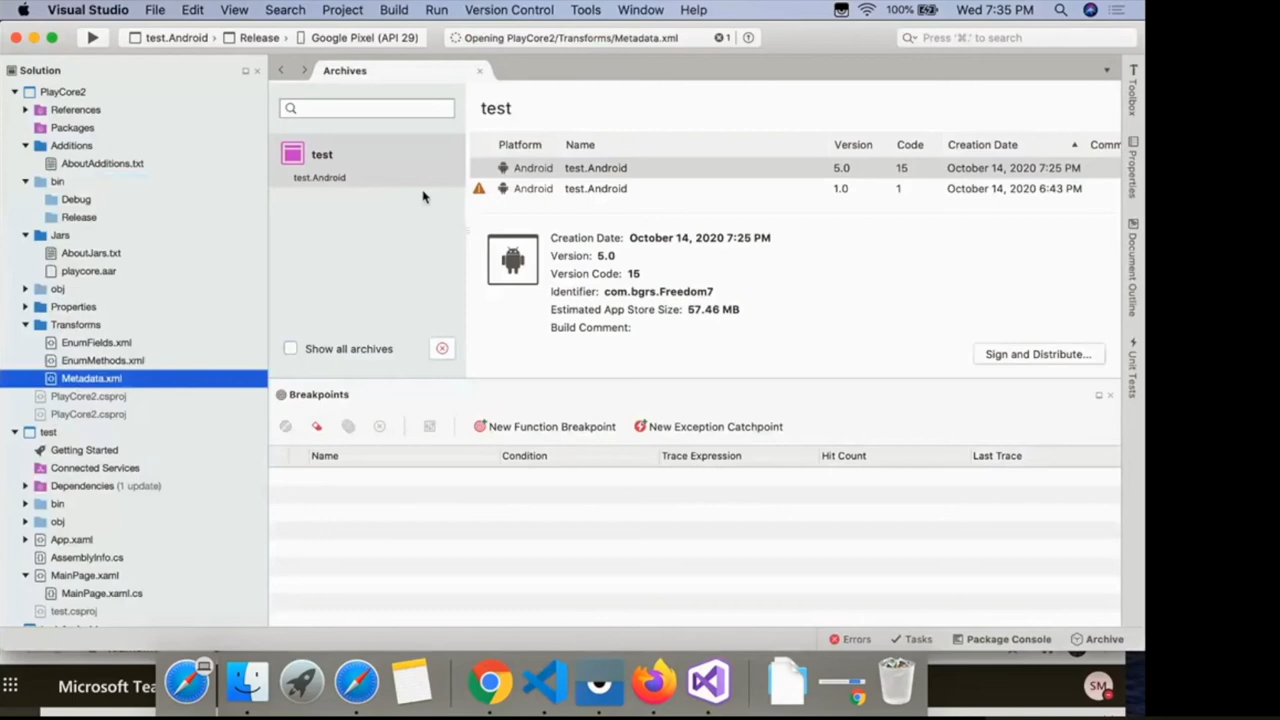 Visual Studio File Edit View Search Project Build Run Version Control Tools Window Help 100% Wed 7:35 PM
test.Android › Release › Google Pixel (API 29) Opening PlayCore2/Transforms/Metadata.xml 1 Press '⌘.' to search
Solution
PlayCore2
References
Packages
Additions
AboutAdditions.txt
bin
Debug
Release
Jars
AboutJars.txt
playcore.aar
obj
Properties
Transforms
EnumFields.xml
EnumMethods.xml
Metadata.xml
PlayCore2.csproj
PlayCore2.csproj
test
Getting Started
Connected Services
Dependencies (1 update)
bin
obj
App.xaml
AssemblyInfo.cs
MainPage.xaml
MainPage.xaml.cs
test.csproj
Archives
test
test.Android
Show all archives
test
Platform Name Version Code Creation Date Comm
Android test.Android 5.0 15 October 14, 2020 7:25 PM
Android test.Android 1.0 1 October 14, 2020 6:43 PM
Creation Date: October 14, 2020 7:25 PM
Version: 5.0
Version Code: 15
Identifier: com.bgrs.Freedom7
Estimated App Store Size: 57.46 MB
Build Comment:
Sign and Distribute...
Breakpoints
New Function Breakpoint New Exception Catchpoint
Name Condition Trace Expression Hit Count Last Trace
Toolbox
Properties
Document Outline
Unit Tests
Errors Tasks Package Console Archive
Microsoft Tea
SM